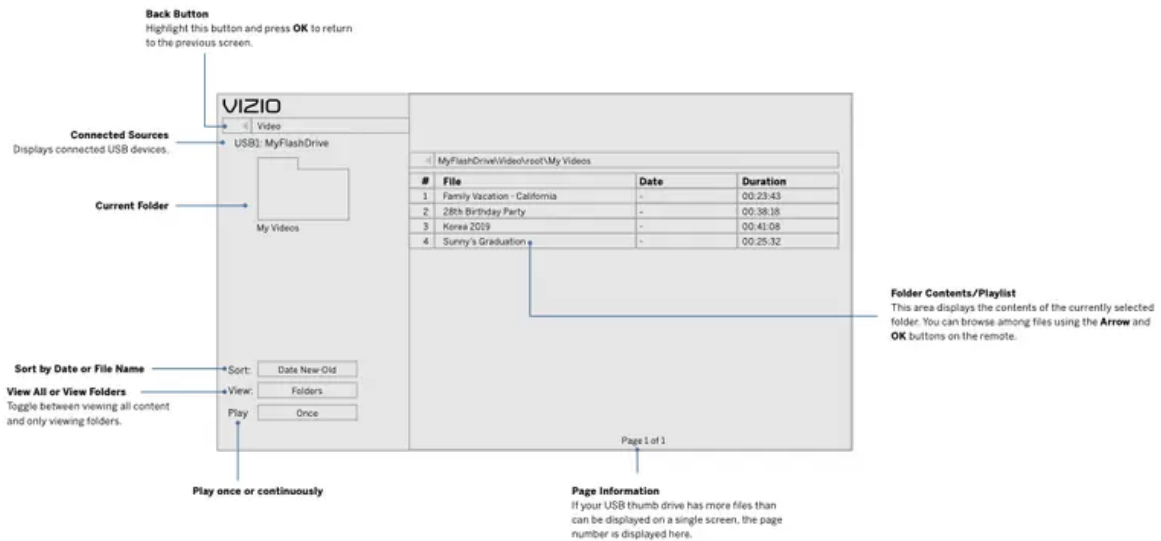 Back Button
Highlight this button and press OK to return
to the previous screen.
VIZIO
Video
Connected Sources
Displays connected USB devices.
USB1: MyFlashDrive
MyFlashDrive\Video\root\My Videos
# File Date Duration
1 Family Vacation - California - 00:23:43
2 28th Birthday Party - 00:38:18
3 Korea 2019 - 00:41:08
4 Sunny's Graduation - 00:25:32
Current Folder
My Videos
Folder Contents/Playlist
This area displays the contents of the currently selected
folder. You can browse among files using the Arrow and
OK buttons on the remote.
Sort by Date or File Name
Sort: Date New-Old
View All or View Folders
Toggle between viewing all content
and only viewing folders.
View: Folders
Play Once
Page 1 of 1
Play once or continuously
Page Information
If your USB thumb drive has more files than
can be displayed on a single screen, the page
number is displayed here.